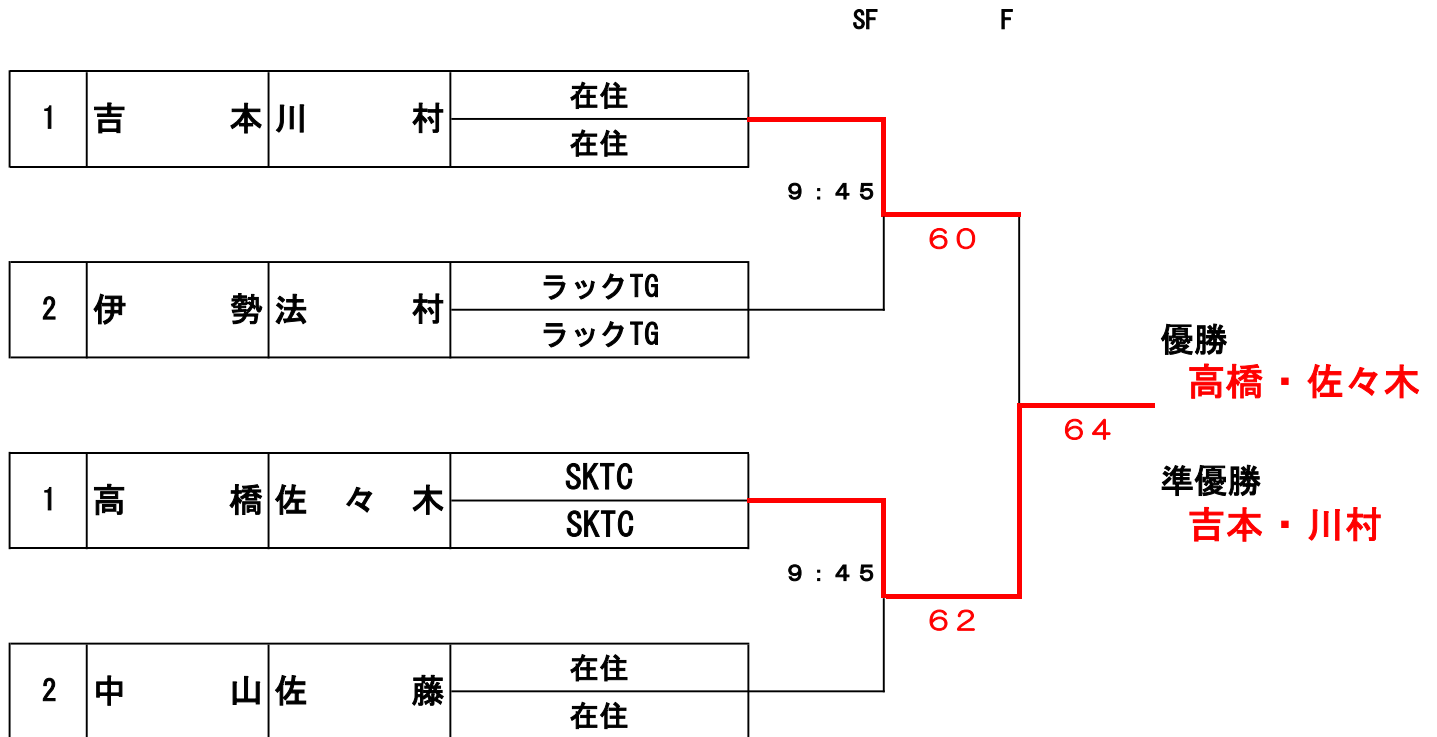 SF F
1 吉本 川村 在住
在住
9:45
60
2 伊勢 法村 ラックTG
ラックTG
優勝
高橋・佐々木
64
1 高橋 佐々木 SKTC
SKTC
準優勝
吉本・川村
9:45
62
2 中山 佐藤 在住
在住